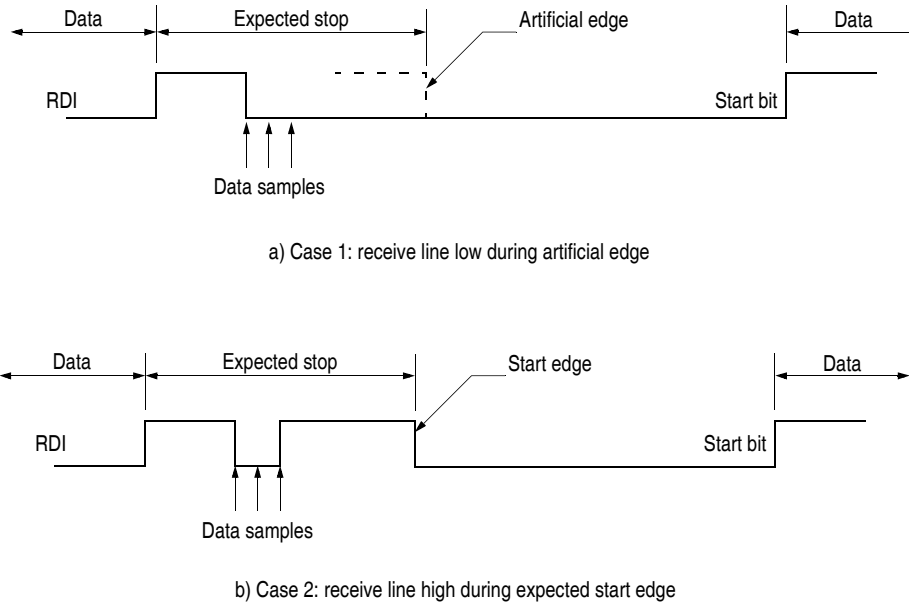 Data
Expected stop
Artificial edge
Data
RDI
Start bit
Data samples
a) Case 1: receive line low during artificial edge
Data
Expected stop
Start edge
Data
RDI
Start bit
Data samples
b) Case 2: receive line high during expected start edge